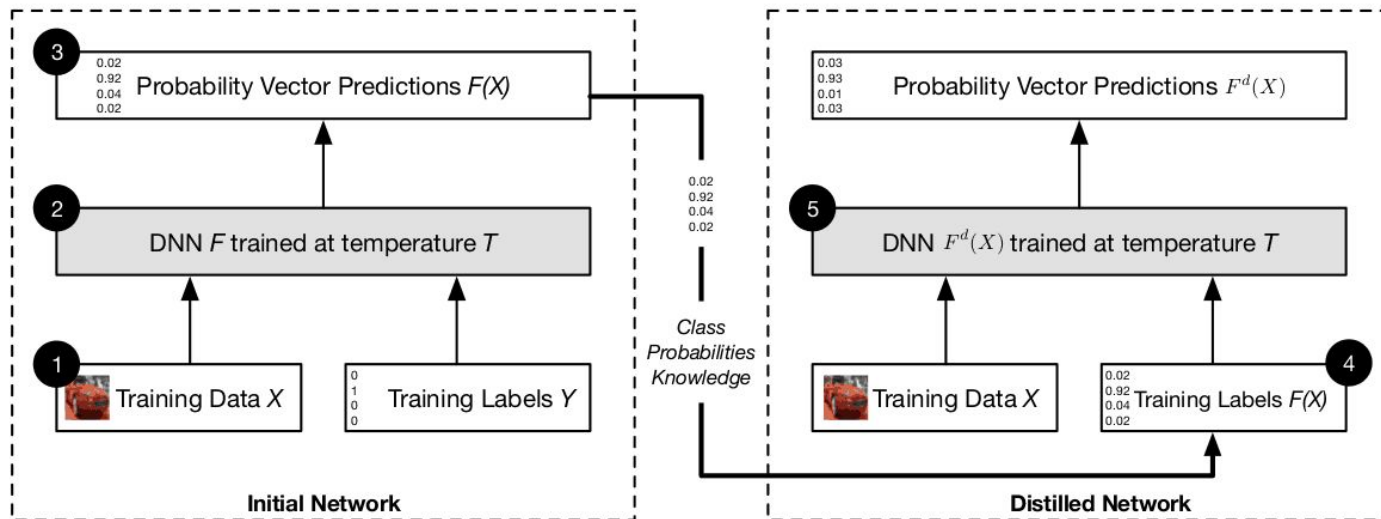 3
0.02
0.92
0.04
0.02
Probability Vector Predictions F(X)
2
DNN F trained at temperature T
1
Training Data X
0
1
0
0
Training Labels Y
Initial Network
0.02
0.92
0.04
0.02
Class
Probabilities
Knowledge
0.03
0.93
0.01
0.03
Probability Vector Predictions F^d(X)
5
DNN F^d(X) trained at temperature T
Training Data X
4
0.02
0.92
0.04
0.02
Training Labels F(X)
Distilled Network